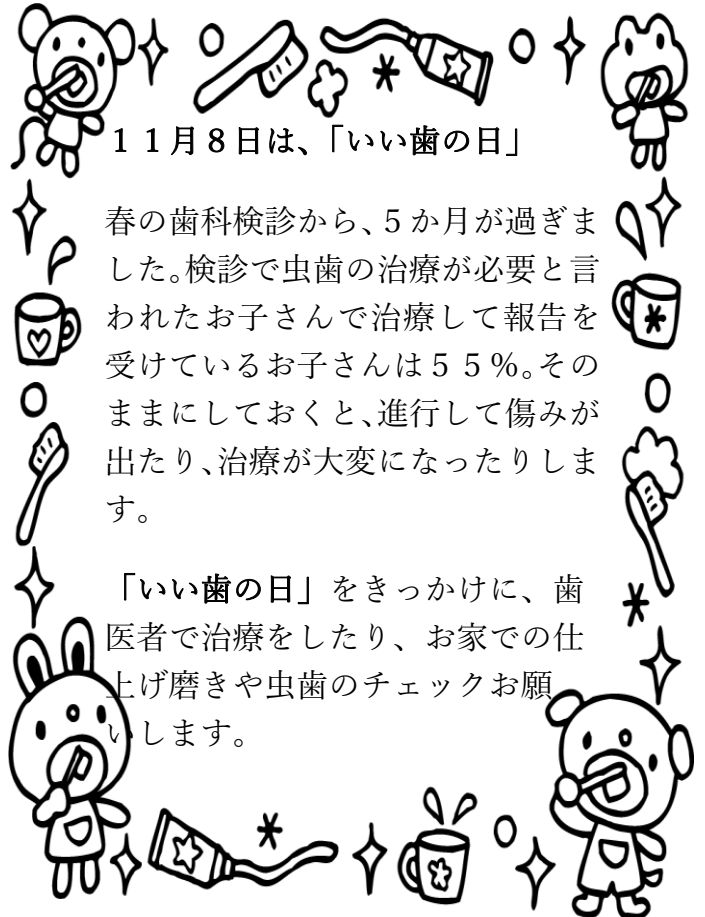 １１月８日は、「いい歯の日」
春の歯科検診から、５か月が過ぎま
した。検診で虫歯の治療が必要と言
われたお子さんで治療して報告を
受けているお子さんは５５％。その
ままにしておくと、進行して傷みが
出たり、治療が大変になったりしま
す。
「いい歯の日」をきっかけに、歯
医者で治療をしたり、お家での仕
上げ磨きや虫歯のチェックお願
いします。